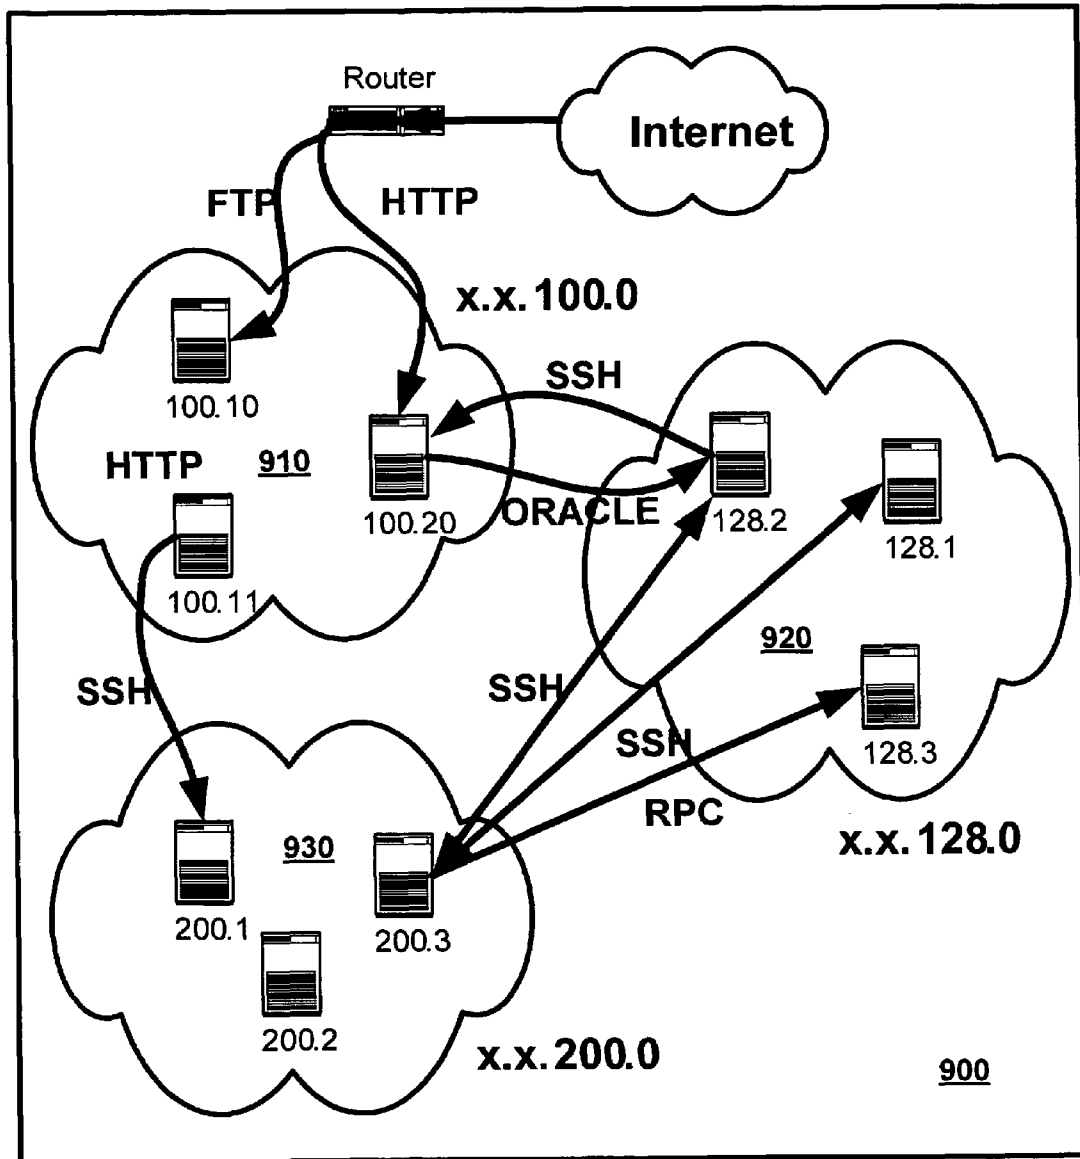 Router
Internet
FTP
HTTP
x.x.100.0
SSH
100.10
HTTP
910
100.20
ORACLE
128.2
128.1
100.11
920
SSH
SSH
SSH
128.3
RPC
x.x.128.0
930
200.1
200.3
200.2
x.x.200.0
900